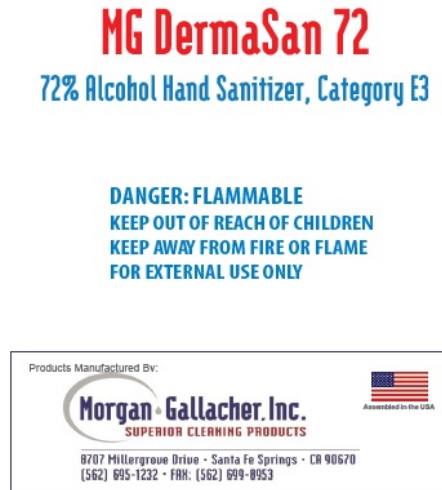 MG DermaSan 72
72% Alcohol Hand Sanitizer, Category E3
DANGER: FLAMMABLE
KEEP OUT OF REACH OF CHILDREN
KEEP AWAY FROM FIRE OR FLAME
FOR EXTERNAL USE ONLY
Products Manufactured By:
Morgan • Gallacher, Inc.
SUPERIOR CLEANING PRODUCTS
Assembled in the USA
8707 Millergrove Drive • Santa Fe Springs • CA 90670
(562) 695-1232 • FAX: (562) 699-0953